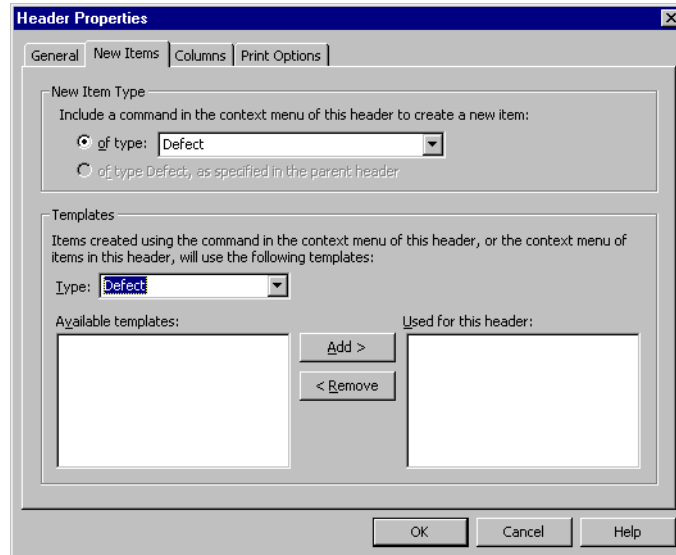 Header Properties
General New Items Columns Print Options
New Item Type
Include a command in the context menu of this header to create a new item:
of type: Defect
of type Defect, as specified in the parent header
Templates
Items created using the command in the context menu of this header, or the context menu of
items in this header, will use the following templates:
Type: Defect
Available templates: Used for this header:
Add >
< Remove
OK Cancel Help